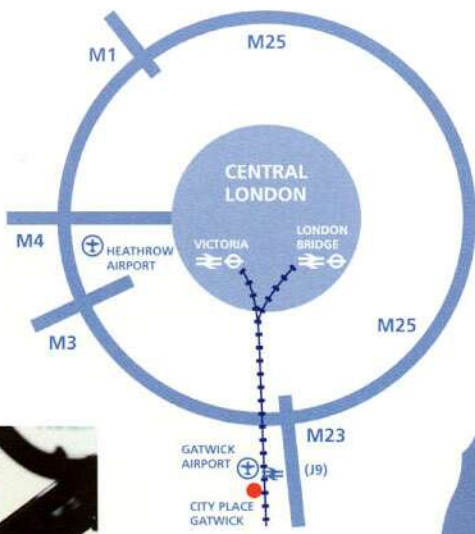 M1
M25
CENTRAL
LONDON
VICTORIA
LONDON
BRIDGE
M4
HEATHROW
AIRPORT
M3
M25
M23
GATWICK
AIRPORT
(J9)
CITY PLACE
GATWICK